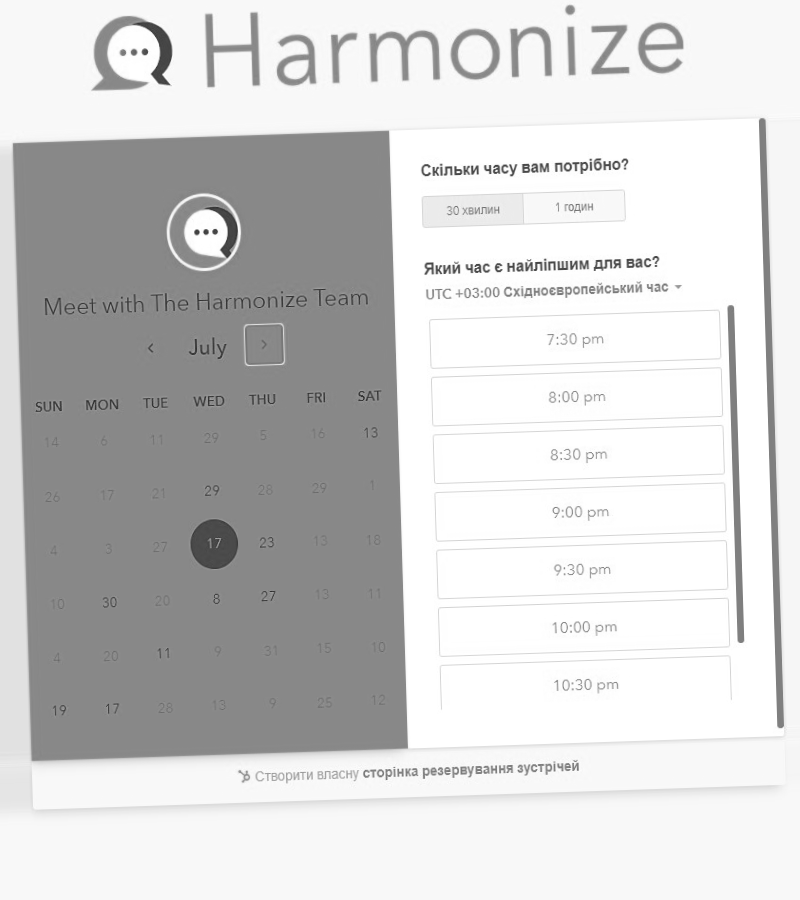 Harmonize
Meet with The Harmonize Team
July
SUN MON TUE WED THU FRI SAT
14 6 11 29 5 16 13
26 17 21 29 28 29 1
4 3 27 17 23 13 18
10 30 20 8 27 13 11
4 20 11 9 31 15 10
19 17 28 13 9 25 12
Скільки часу вам потрібно?
30 хвилин 1 годин
Який час є найліпшим для вас?
UTC +03:00 Східноєвропейський час
7:30 pm
8:00 pm
8:30 pm
9:00 pm
9:30 pm
10:00 pm
10:30 pm
Створити власну сторінка резервування зустрічей